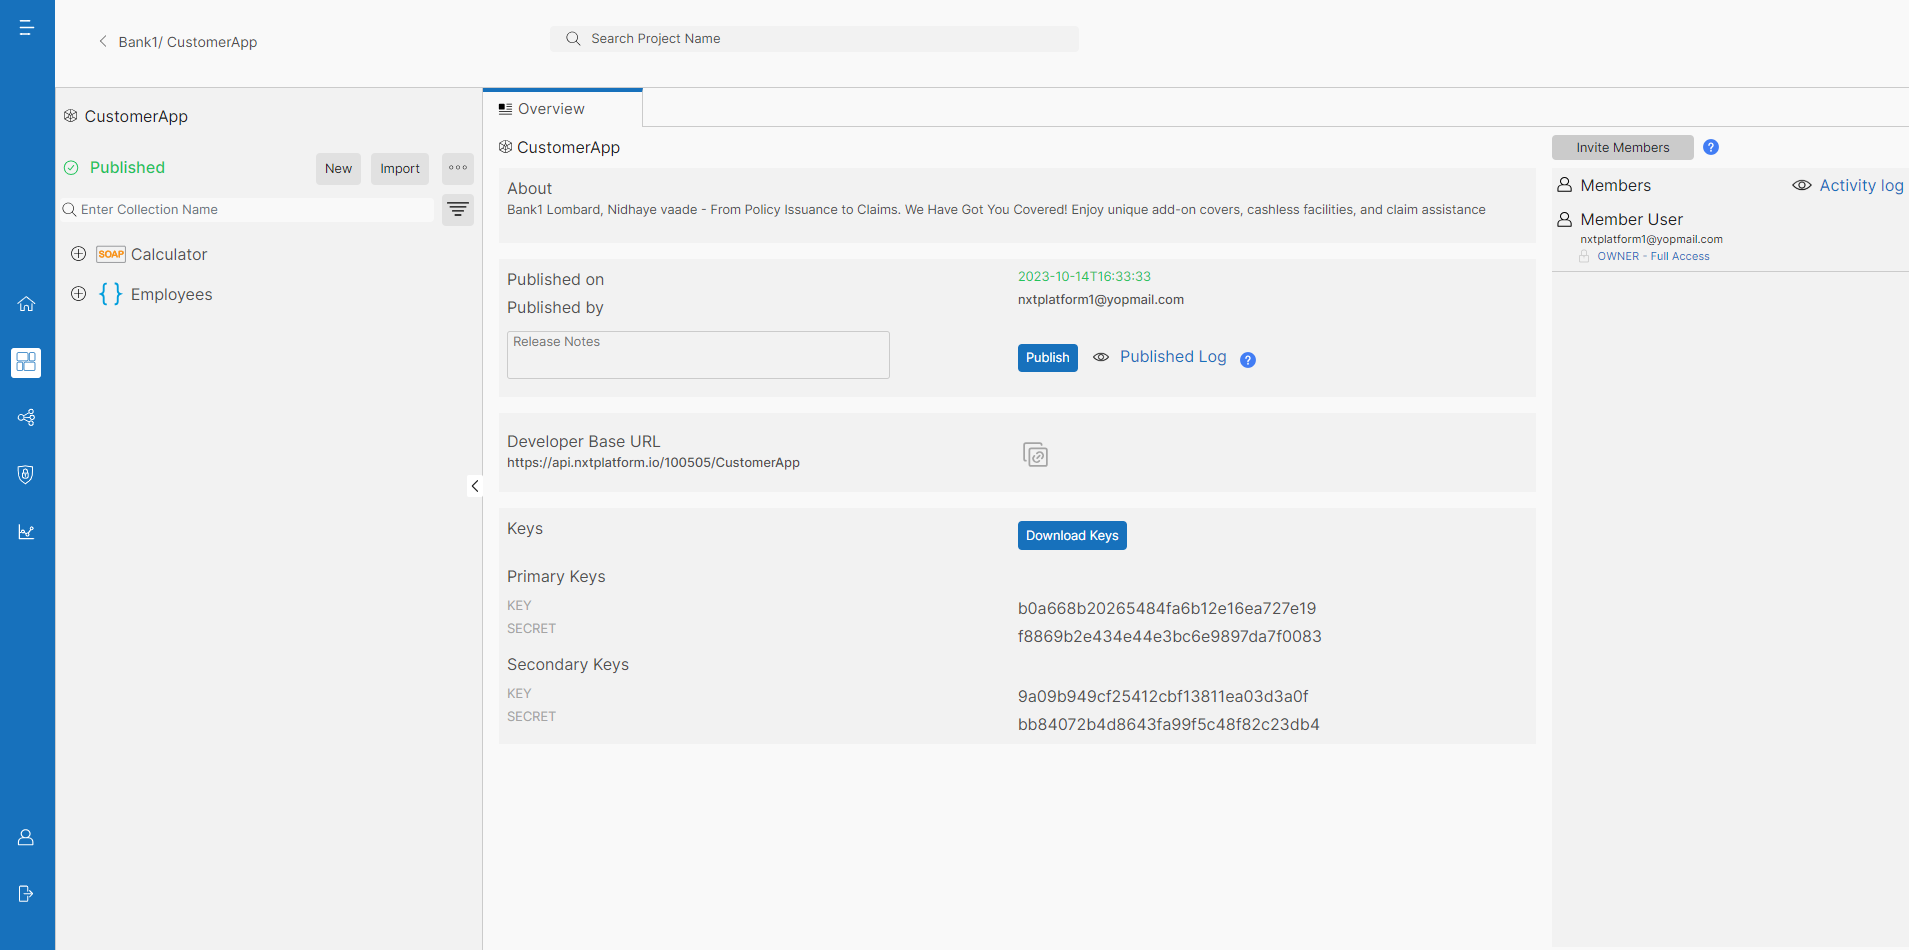 Bank1/ CustomerApp
Search Project Name
CustomerApp
Published
New
Import
Enter Collection Name
SOAP Calculator
{ } Employees
Overview
CustomerApp
About
Bank1 Lombard, Nidhaye vaade - From Policy Issuance to Claims. We Have Got You Covered! Enjoy unique add-on covers, cashless facilities, and claim assistance
Published on
2023-10-14T16:33:33
Published by
nxtplatform1@yopmail.com
Release Notes
Publish
Published Log
?
Developer Base URL
https://api.nxtplatform.io/100505/CustomerApp
Keys
Download Keys
Primary Keys
KEY
b0a668b20265484fa6b12e16ea727e19
SECRET
f8869b2e434e44e3bc6e9897da7f0083
Secondary Keys
KEY
9a09b949cf25412cbf13811ea03d3a0f
SECRET
bb84072b4d8643fa99f5c48f82c23db4
Invite Members
?
Members
Activity log
Member User
nxtplatform1@yopmail.com
OWNER - Full Access